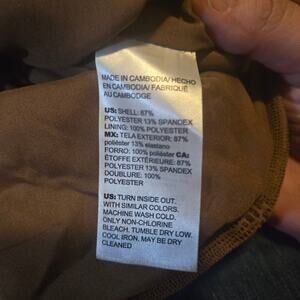 MADE IN CAMBODIA/ HECHO
EN CAMBODIA/ FABRIQUÉ
AU CAMBODGE
US: SHELL: 87%
POLYESTER 13% SPANDEX
LINING: 100% POLYESTER
MX: TELA EXTERIOR: 87%
poliéster 13% elastano
FORRO: 100% poliéster CA:
ÉTOFFE EXTÉRIEURE: 87%
POLYESTER 13% SPANDEX
DOUBLURE: 100%
POLYESTER
US: TURN INSIDE OUT.
WITH SIMILAR COLORS.
MACHINE WASH COLD.
ONLY NON-CHLORINE
BLEACH. TUMBLE DRY LOW.
COOL IRON. MAY BE DRY
CLEANED